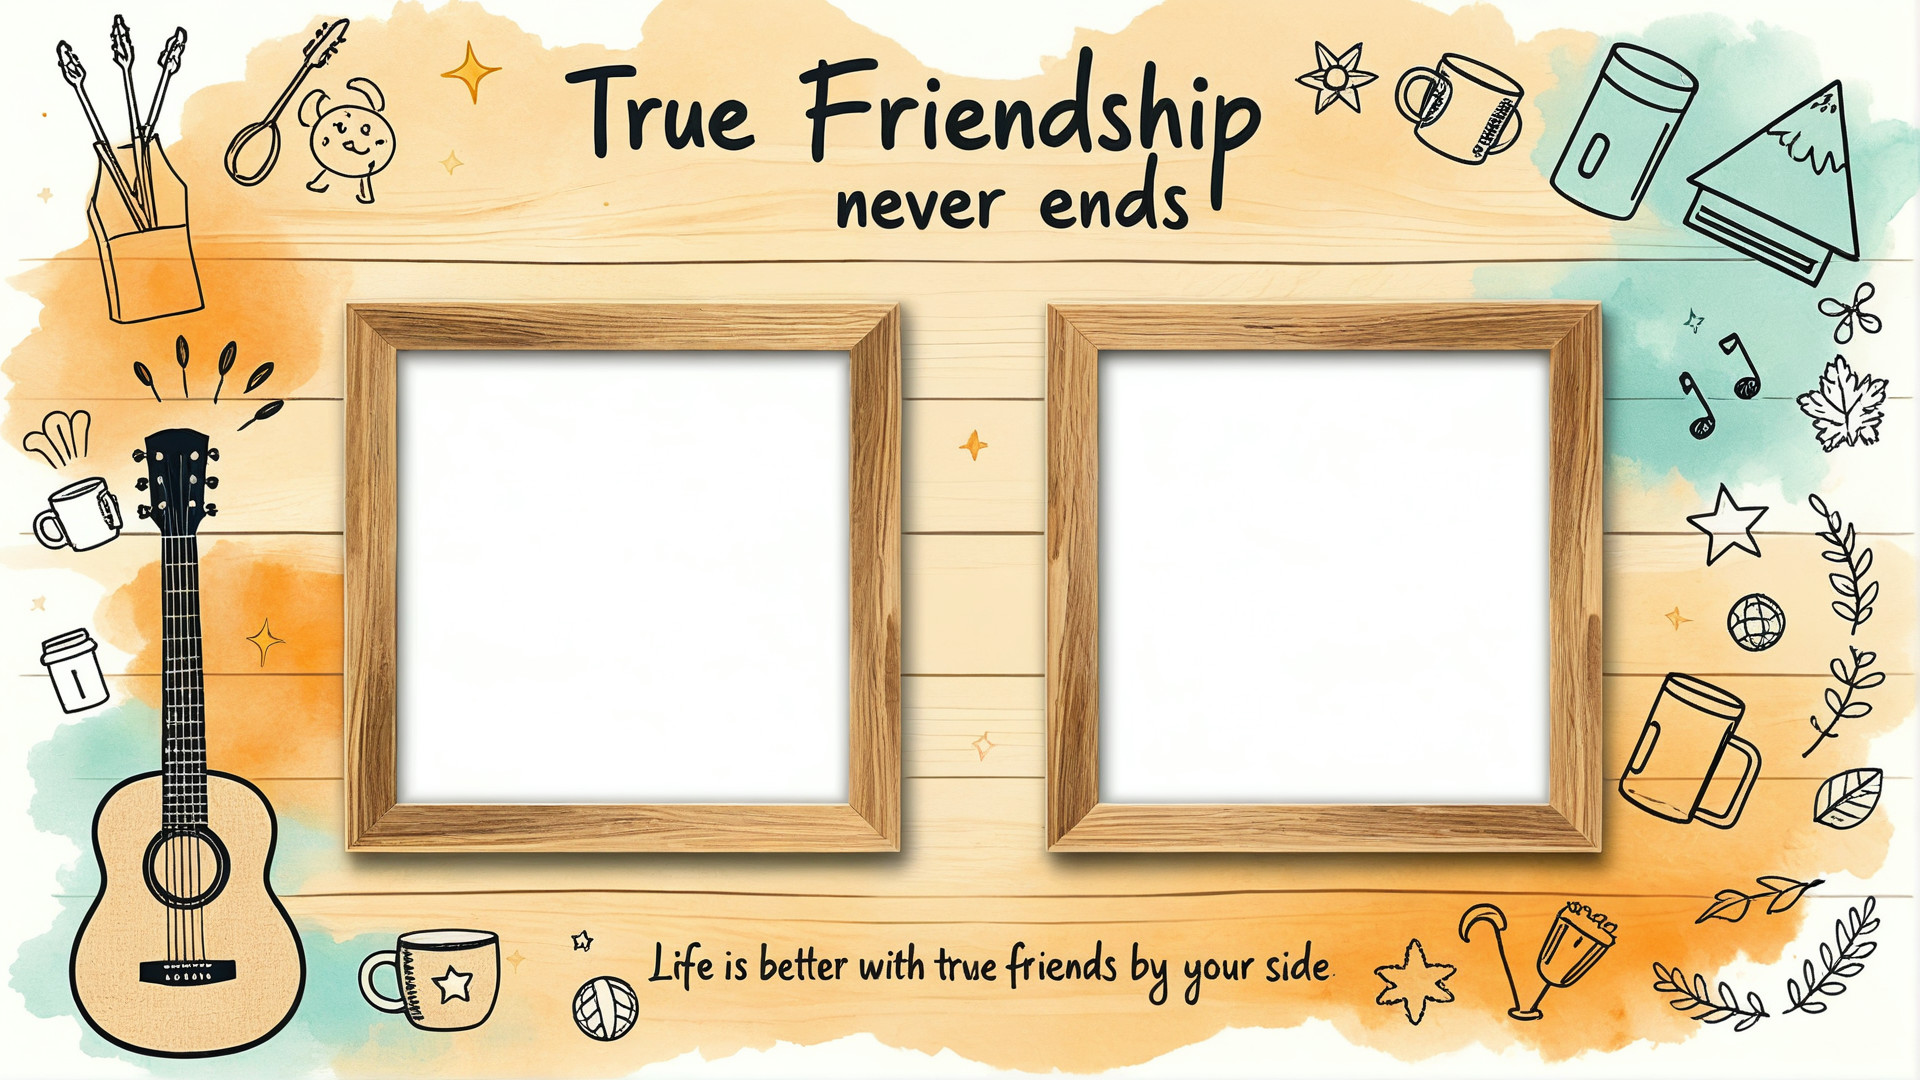 True Friendship
never ends
Life is better with true friends by your side.